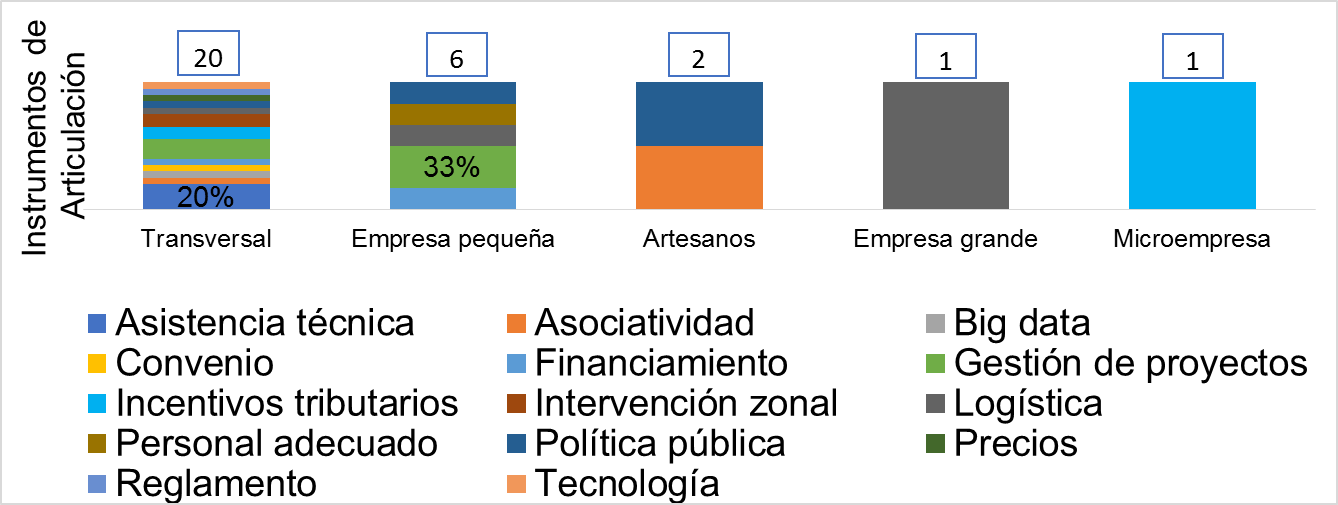 Instrumentos de
Articulación
20
6
2
1
1
33%
20%
Transversal
Empresa pequeña
Artesanos
Empresa grande
Microempresa
Asistencia técnica
Asociatividad
Big data
Convenio
Financiamiento
Gestión de proyectos
Incentivos tributarios
Intervención zonal
Logística
Personal adecuado
Política pública
Precios
Reglamento
Tecnología